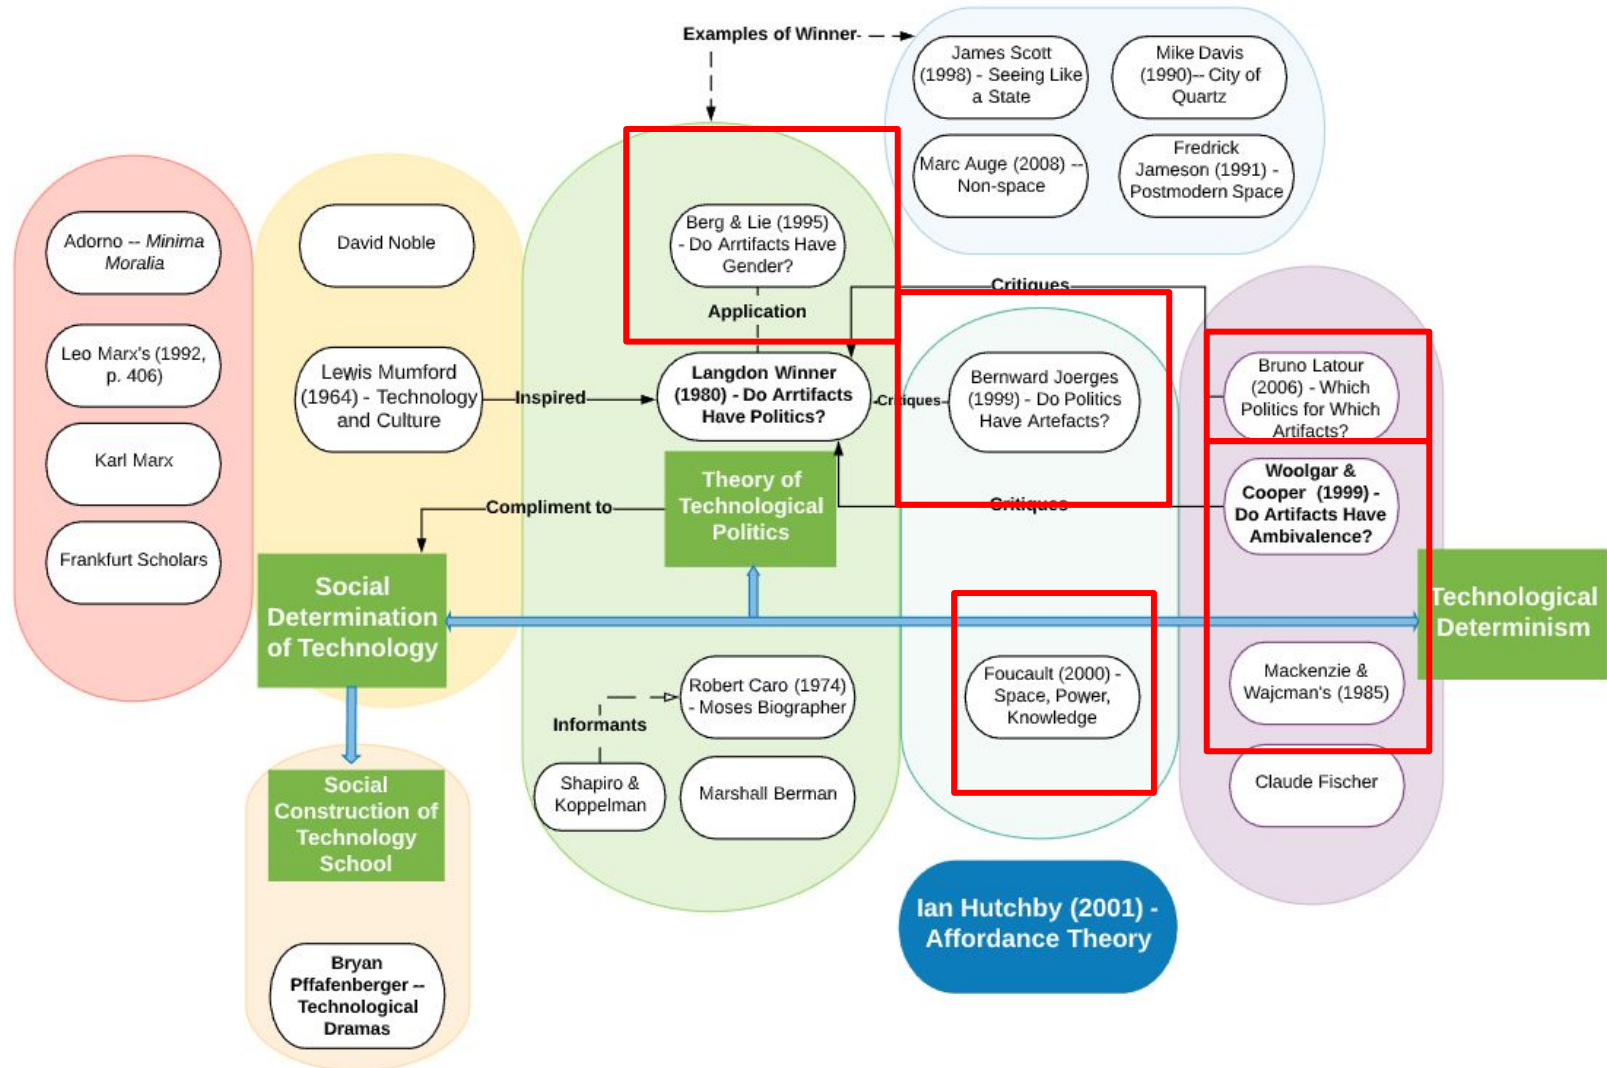 Examples of Winner
James Scott
(1998) - Seeing Like
a State
Mike Davis
(1990)-- City of
Quartz
Marc Auge (2008) --
Non-space
Fredrick
Jameson (1991) -
Postmodern Space
Adorno -- Minima
Moralia
Leo Marx's (1992,
p. 406)
Karl Marx
Frankfurt Scholars
David Noble
Lewis Mumford
(1964) - Technology
and Culture
Inspired
Berg & Lie (1995)
- Do Arrtifacts Have
Gender?
Application
Langdon Winner
(1980) - Do Arrtifacts
Have Politics?
Critiques
Critiques
Bernward Joerges
(1999) - Do Politics
Have Artefacts?
Bruno Latour
(2006) - Which
Politics for Which
Artifacts?
Woolgar &
Cooper (1999) -
Do Artifacts Have
Ambivalence?
Critiques
Theory of
Technological
Politics
Compliment to
Social
Determination
of Technology
Technological
Determinism
Mackenzie &
Wajcman's (1985)
Claude Fischer
Foucault (2000) -
Space, Power,
Knowledge
Robert Caro (1974)
- Moses Biographer
Informants
Shapiro &
Koppelman
Marshall Berman
Social
Construction of
Technology
School
Bryan
Pffafenberger --
Technological
Dramas
Ian Hutchby (2001) -
Affordance Theory